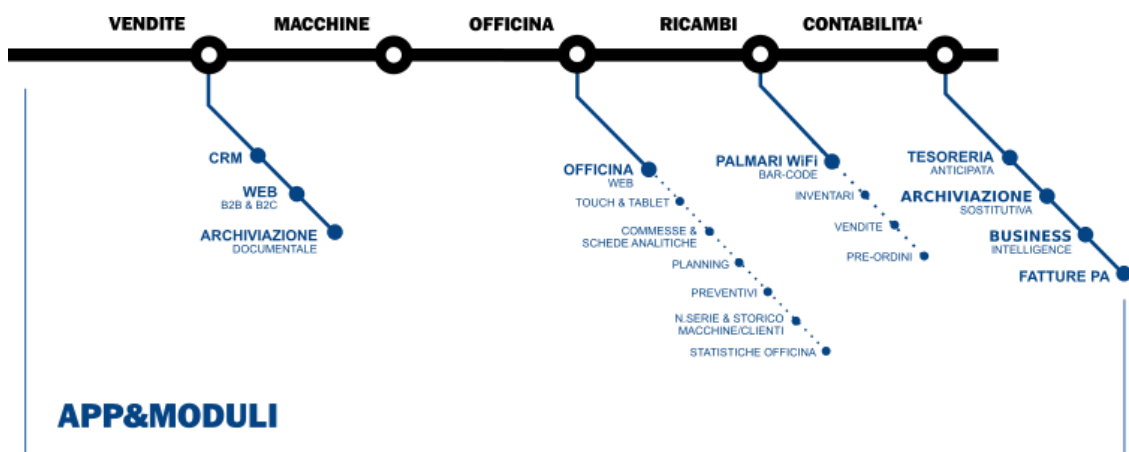 VENDITE
MACCHINE
OFFICINA
RICAMBI
CONTABILITA‘
CRM
WEB
B2B & B2C
ARCHIVIAZIONE
DOCUMENTALE
OFFICINA
WEB
TOUCH & TABLET
COMMESSE &
SCHEDE ANALITICHE
PLANNING
PREVENTIVI
N.SERIE & STORICO
MACCHINE/CLIENTI
STATISTICHE OFFICINA
PALMARI WiFi
BAR-CODE
INVENTARI
VENDITE
PRE-ORDINI
TESORERIA
ANTICIPATA
ARCHIVIAZIONE
SOSTITUTIVA
BUSINESS
INTELLIGENCE
FATTURE PA
APP&MODULI